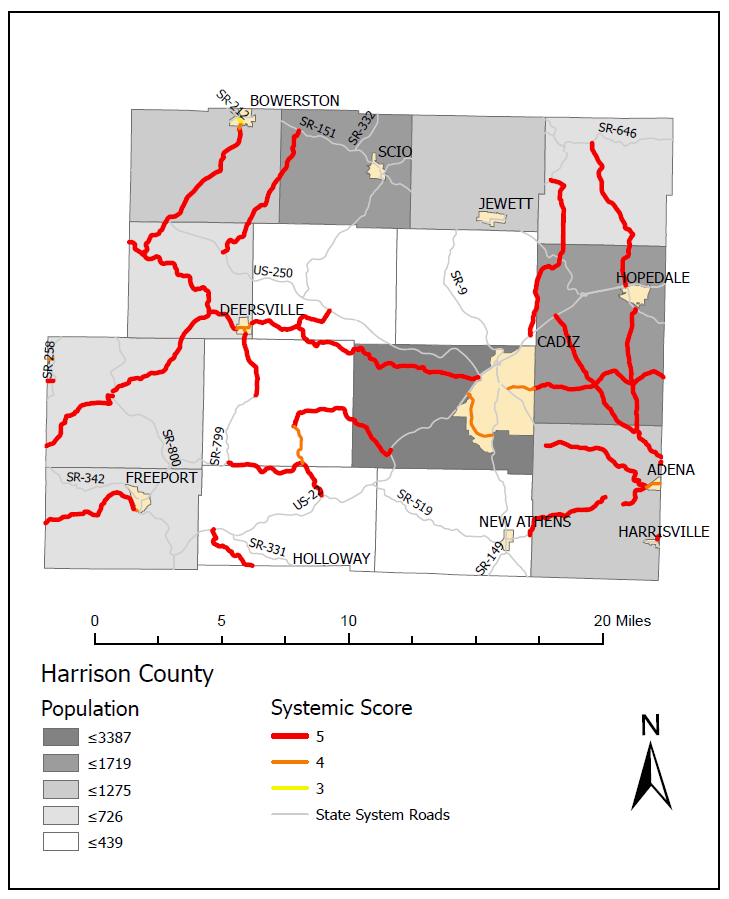 BOWERSTON
SR-212
SR-151
SR-332
SR-646
SCIO
JEWETT
US-250
SR-9
HOPEDALE
DEERSVILLE
CADIZ
SR-258
SR-799
SR-800
SR-342
FREEPORT
ADENA
US-22
SR-519
NEW ATHENS
HARRISVILLE
SR-331
HOLLOWAY
SR-149
0 5 10 20 Miles
Harrison County
Population
≤3387
≤1719
≤1275
≤726
≤439
Systemic Score
5
4
3
State System Roads
N